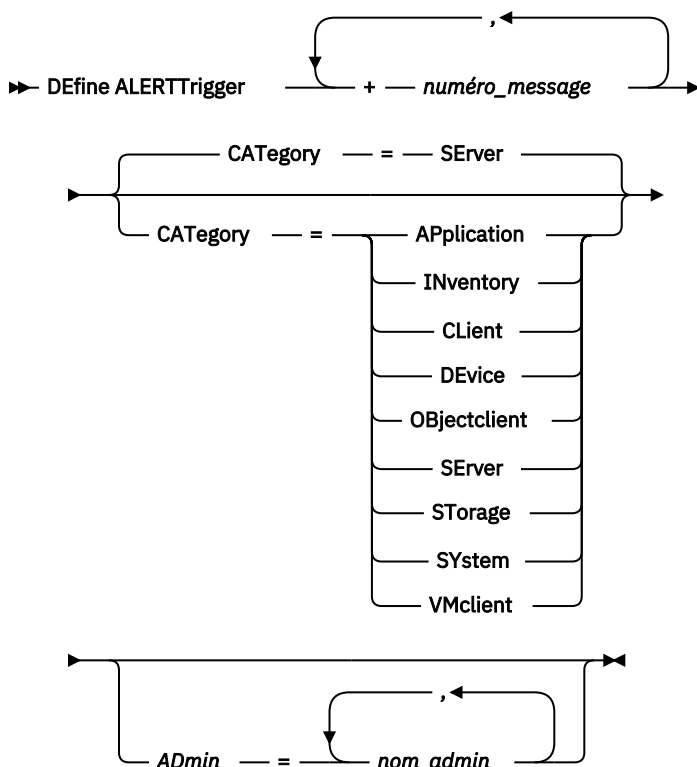 ,
DEfine ALERTTrigger + numéro_message
CATegory = SErver
CATegory = APplication
INventory
CLient
DEvice
OBjectclient
SErver
STorage
SYstem
VMclient
,
ADmin = nom_admin